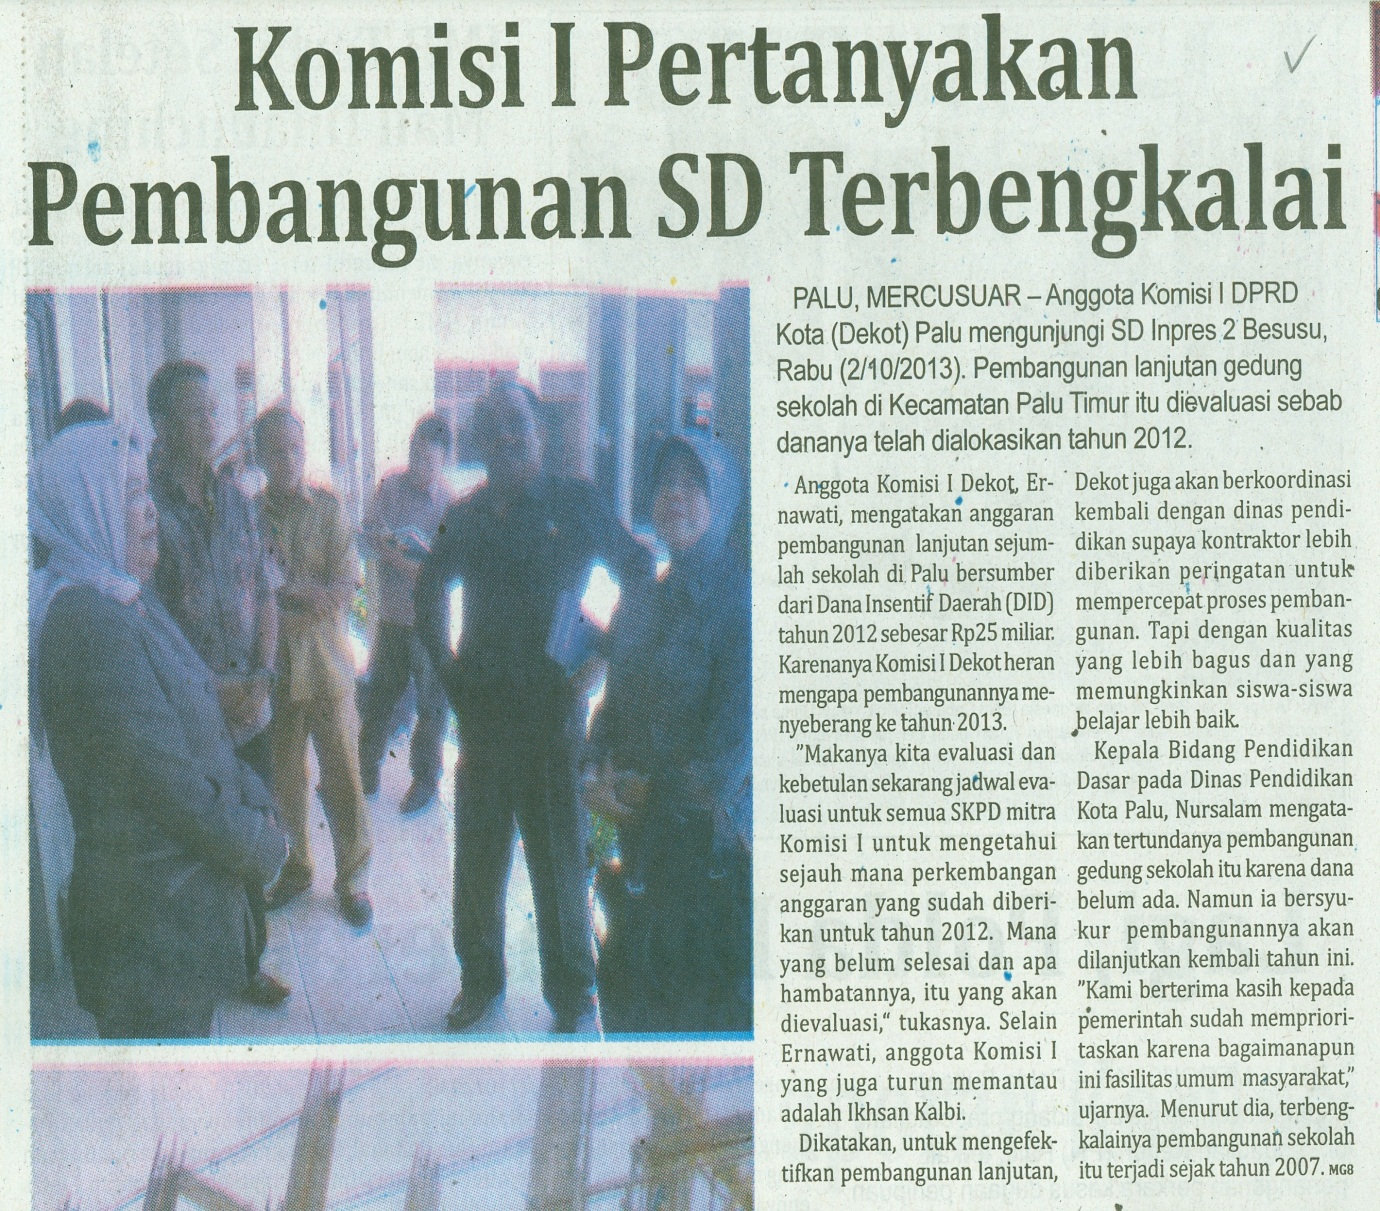 Komisi I Pertanyakan
Pembangunan SD Terbengkalai
PALU, MERCUSUAR – Anggota Komisi I DPRD
Kota (Dekot) Palu mengunjungi SD Inpres 2 Besusu,
Rabu (2/10/2013). Pembangunan lanjutan gedung
sekolah di Kecamatan Palu Timur itu dievaluasi sebab
dananya telah dialokasikan tahun 2012.
Anggota Komisi I Dekot, Er-
nawati, mengatakan anggaran
pembangunan lanjutan sejum-
lah sekolah di Palu bersumber
dari Dana Insentif Daerah (DID)
tahun 2012 sebesar Rp25 miliar.
Karenanya Komisi I Dekot heran
mengapa pembangunannya me-
nyeberang ke tahun 2013.
"Makanya kita evaluasi dan
kebetulan sekarang jadwal eva-
luasi untuk semua SKPD mitra
Komisi I untuk mengetahui
sejauh mana perkembangan
anggaran yang sudah diberi-
kan untuk tahun 2012. Mana
yang belum selesai dan apa
hambatannya, itu yang akan
dievaluasi,“ tukasnya. Selain
Ernawati, anggota Komisi I
yang juga turun memantau
adalah Ikhsan Kalbi.
Dikatakan, untuk mengefek-
tifkan pembangunan lanjutan,
Dekot juga akan berkoordinasi
kembali dengan dinas pendi-
dikan supaya kontraktor lebih
diberikan peringatan untuk
mempercepat proses pemban-
gunan. Tapi dengan kualitas
yang lebih bagus dan yang
memungkinkan siswa-siswa
belajar lebih baik.
Kepala Bidang Pendidikan
Dasar pada Dinas Pendidikan
Kota Palu, Nursalam mengata-
kan tertundanya pembangunan
gedung sekolah itu karena dana
belum ada. Namun ia bersyu-
kur pembangunannya akan
dilanjutkan kembali tahun ini.
"Kami berterima kasih kepada
pemerintah sudah mempriori-
taskan karena bagaimanapun
ini fasilitas umum masyarakat,"
ujarnya. Menurut dia, terbeng-
kalainya pembangunan sekolah
itu terjadi sejak tahun 2007. MG8